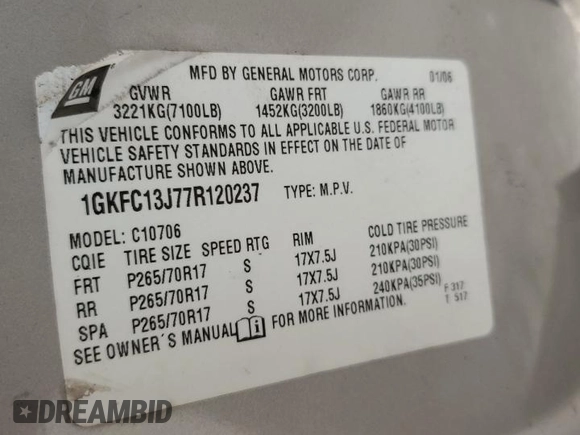 GM
MFD BY GENERAL MOTORS CORP. 01/06
GVWR GAWR FRT GAWR RR
3221KG(7100LB) 1452KG(3200LB) 1860KG(4100LB)
THIS VEHICLE CONFORMS TO ALL APPLICABLE U.S. FEDERAL MOTOR
VEHICLE SAFETY STANDARDS IN EFFECT ON THE DATE OF
MANUFACTURE SHOWN ABOVE.
1GKFC13J77R120237 TYPE: M.P.V.
MODEL: C10706
CQIE TIRE SIZE SPEED RTG RIM COLD TIRE PRESSURE
FRT P265/70R17 S 17X7.5J 210KPA(30PSI)
RR P265/70R17 S 17X7.5J 210KPA(30PSI)
SPA P265/70R17 S 17X7.5J 240KPA(35PSI)
SEE OWNER´S MANUAL i FOR MORE INFORMATION. F 317
T 517
DREAMBID